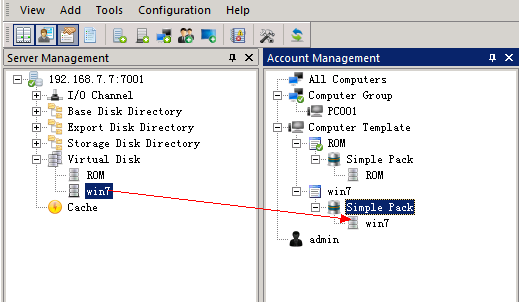 View Add Tools Configuration Help
Server Management
192.168.7.7:7001
I/O Channel
Base Disk Directory
Export Disk Directory
Storage Disk Directory
Virtual Disk
ROM
win7
Cache
Account Management
All Computers
Computer Group
PC001
Computer Template
ROM
Simple Pack
ROM
win7
Simple Pack
win7
admin